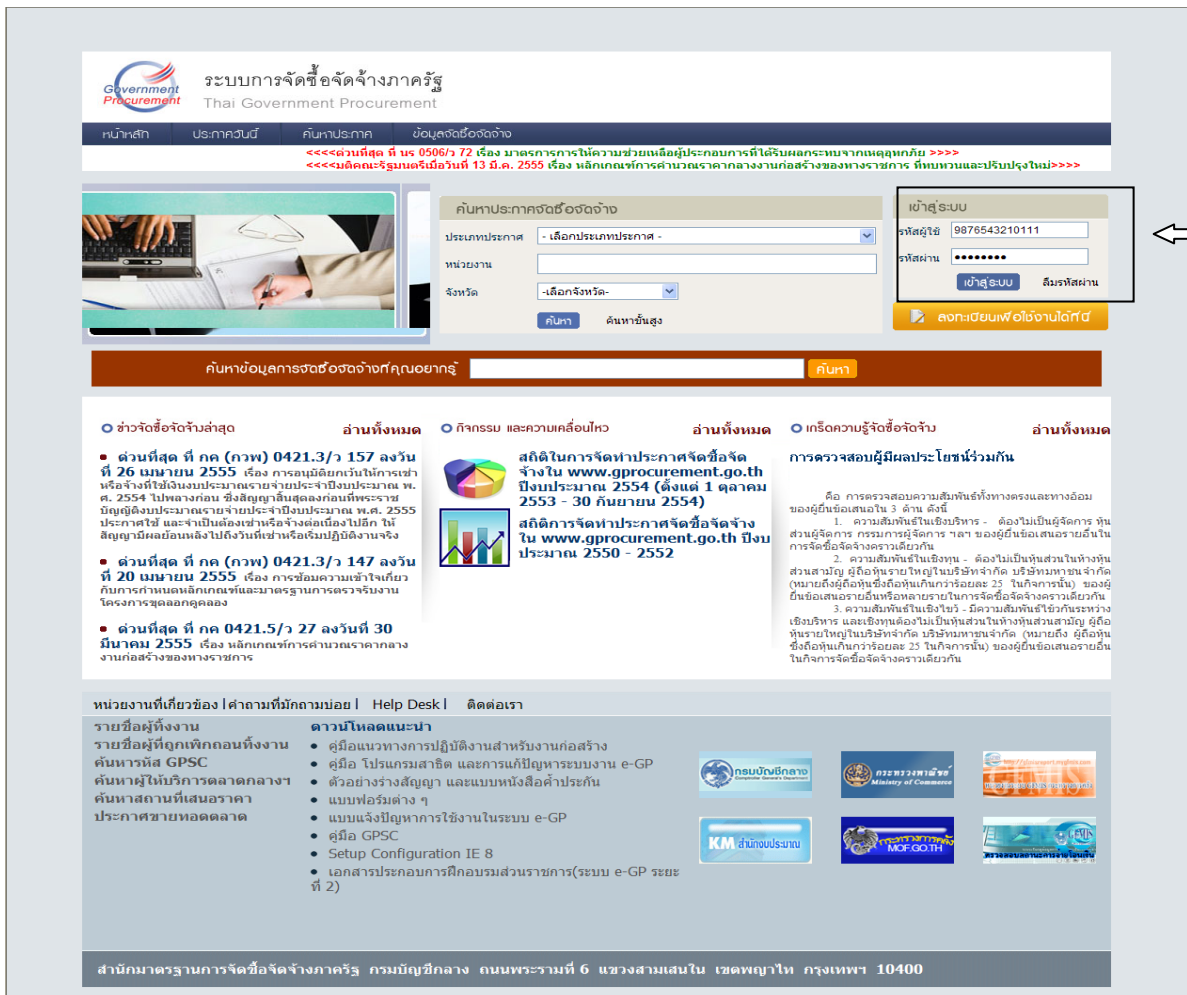 Government
Procurement
ระบบการจัดซื้อจัดจ้างภาครัฐ
Thai Government Procurement
หน้าหลัก ประกาศวันนี้ ค้นหาประกาศ ข้อมูลจัดซื้อจัดจ้าง
<<<<ด่วนที่สุด ที่ นร 0506/ว 72 เรื่อง มาตรการการให้ความช่วยเหลือผู้ประกอบการที่ได้รับผลกระทบจากเหตุอุทกภัย >>>>
<<<<มติคณะรัฐมนตรีเมื่อวันที่ 13 มี.ค. 2555 เรื่อง หลักเกณฑ์การคำนวณราคากลางงานก่อสร้างของทางราชการ ที่ทบทวนและปรับปรุงใหม่>>>>
ค้นหาประกาศจัดซื้อจัดจ้าง
ประเภทประกาศ - เลือกประเภทประกาศ -
หน่วยงาน
จังหวัด -เลือกจังหวัด-
ค้นหา ค้นหาขั้นสูง
เข้าสู่ระบบ
รหัสผู้ใช้ 9876543210111
รหัสผ่าน ••••••••
เข้าสู่ระบบ ลืมรหัสผ่าน
ลงทะเบียนเพื่อใช้งานได้ที่นี่
ค้นหาข้อมูลการจัดซื้อจัดจ้างที่คุณอยากรู้ ค้นหา
ข่าวจัดซื้อจัดจ้างล่าสุด อ่านทั้งหมด
• ด่วนที่สุด ที่ กค (กวพ) 0421.3/ว 157 ลงวัน
ที่ 26 เมษายน 2555 เรื่อง การอนุมัติยกเว้นให้การเช่า
หรือจ้างที่ใช้เงินงบประมาณรายจ่ายประจำปีงบประมาณ พ.
ศ. 2554 ไปพลางก่อน ซึ่งสัญญาสิ้นสุดลงก่อนที่พระราช
บัญญัติงบประมาณรายจ่ายประจำปีงบประมาณ พ.ศ. 2555
ประกาศใช้ และจำเป็นต้องเช่าหรือจ้างต่อเนื่องไปอีก ให้
สัญญามีผลย้อนหลังไปถึงวันที่เช่าหรือเริ่มปฏิบัติงานจริง
• ด่วนที่สุด ที่ กค (กวพ) 0421.3/ว 147 ลงวัน
ที่ 20 เมษายน 2555 เรื่อง การซ้อมความเข้าใจเกี่ยว
กับการกำหนดหลักเกณฑ์และมาตรฐานการตรวจรับงาน
โครงการขุดลอกคูคลอง
• ด่วนที่สุด ที่ กค 0421.5/ว 27 ลงวันที่ 30
มีนาคม 2555 เรื่อง หลักเกณฑ์การคำนวณราคากลาง
งานก่อสร้างของทางราชการ
กิจกรรม และความเคลื่อนไหว อ่านทั้งหมด
สถิติในการจัดทำประกาศจัดซื้อจัด
จ้างใน www.gprocurement.go.th
ปีงบประมาณ 2554 (ตั้งแต่ 1 ตุลาคม
2553 - 30 กันยายน 2554)
สถิติการจัดทำประกาศจัดซื้อจัดจ้าง
ใน www.gprocurement.go.th ปีงบ
ประมาณ 2550 - 2552
เกร็ดความรู้จัดซื้อจัดจ้าง อ่านทั้งหมด
การตรวจสอบผู้มีผลประโยชน์ร่วมกัน
คือ การตรวจสอบความสัมพันธ์ทั้งทางตรงและทางอ้อม
ของผู้ยื่นข้อเสนอใน 3 ด้าน ดังนี้
1. ความสัมพันธ์ในเชิงบริหาร - ต้องไม่เป็นผู้จัดการ หุ้น
ส่วนผู้จัดการ กรรมการผู้จัดการ ฯลฯ ของผู้ยื่นข้อเสนอรายอื่นใน
การจัดซื้อจัดจ้างคราวเดียวกัน
2. ความสัมพันธ์ในเชิงทุน - ต้องไม่เป็นหุ้นส่วนในห้างหุ้น
ส่วนสามัญ ผู้ถือหุ้นรายใหญ่ในบริษัทจำกัด บริษัทมหาชนจำกัด
(หมายถึงผู้ถือหุ้นซึ่งถือหุ้นเกินกว่าร้อยละ 25 ในกิจการนั้น) ของผู้
ยื่นข้อเสนอรายอื่นหรือหลายรายในการจัดซื้อจัดจ้างคราวเดียวกัน
3. ความสัมพันธ์ในเชิงไขว้ - มีความสัมพันธ์ไขว้กันระหว่าง
เชิงบริหาร และเชิงทุนต้องไม่เป็นหุ้นส่วนในห้างหุ้นส่วนสามัญ ผู้ถือ
หุ้นรายใหญ่ในบริษัทจำกัด บริษัทมหาชนจำกัด (หมายถึง ผู้ถือหุ้น
ซึ่งถือหุ้นเกินกว่าร้อยละ 25 ในกิจการนั้น) ของผู้ยื่นข้อเสนอรายอื่น
ในกิจการจัดซื้อจัดจ้างคราวเดียวกัน
หน่วยงานที่เกี่ยวข้อง | คำถามที่มักถามบ่อย | Help Desk | ติดต่อเรา
รายชื่อผู้ทิ้งงาน
รายชื่อผู้ที่ถูกเพิกถอนทิ้งงาน
ค้นหารหัส GPSC
ค้นหาผู้ให้บริการตลาดกลางฯ
ค้นหาสถานที่เสนอราคา
ประกาศขายทอดตลาด
ดาวน์โหลดแนะนำ
• คู่มือแนวทางการปฏิบัติงานสำหรับงานก่อสร้าง
• คู่มือ โปรแกรมสาธิต และการแก้ปัญหาระบบงาน e-GP
• ตัวอย่างร่างสัญญา และแบบหนังสือค้ำประกัน
• แบบฟอร์มต่าง ๆ
• แบบแจ้งปัญหาการใช้งานในระบบ e-GP
• คู่มือ GPSC
• Setup Configuration IE 8
• เอกสารประกอบการฝึกอบรมส่วนราชการ(ระบบ e-GP ระยะ
ที่ 2)
กรมบัญชีกลาง
Comptroller General's Department
กระทรวงพาณิชย์
Ministry of Commerce
GFMIS
KM สำนักงบประมาณ
กระทรวงการคลัง
MOF.GO.TH
GFMIS
ตรวจสอบสถานะการจ่ายโอนเงิน
สำนักมาตรฐานการจัดซื้อจัดจ้างภาครัฐ กรมบัญชีกลาง ถนนพระรามที่ 6 แขวงสามเสนใน เขตพญาไท กรุงเทพฯ 10400